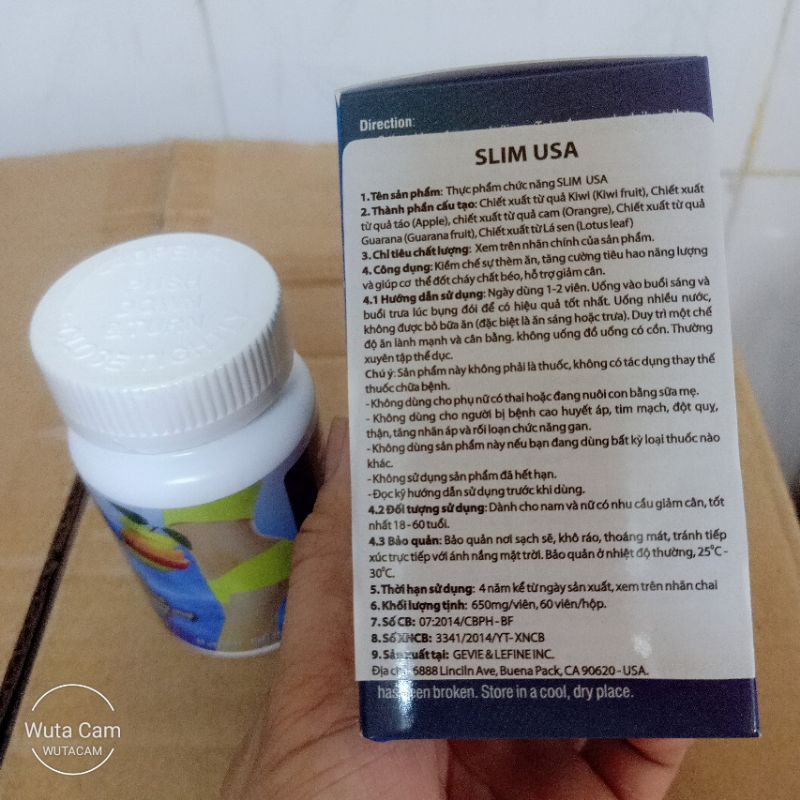 Direction:
SLIM USA
1. Tên sản phẩm: Thực phẩm chức năng SLIM USA
2. Thành phần cấu tạo: Chiết xuất từ quả Kiwi (Kiwi fruit), Chiết xuất
từ quả táo (Apple), chiết xuất từ quả cam (Orangre), Chiết xuất từ quả
Guarana (Guarana fruit), Chiết xuất từ Lá sen (Lotus leaf)
3. Chỉ tiêu chất lượng: Xem trên nhãn chính của sản phẩm.
4. Công dụng: Kiềm chế sự thèm ăn, tăng cường tiêu hao năng lượng
và giúp cơ thể đốt cháy chất béo, hỗ trợ giảm cân.
4.1 Hướng dẫn sử dụng: Ngày dùng 1-2 viên. Uống vào buổi sáng và
buổi trưa lúc bụng đói để có hiệu quả tốt nhất. Uống nhiều nước,
không được bỏ bữa ăn (đặc biệt là ăn sáng hoặc trưa). Duy trì một chế
độ ăn lành mạnh và cân bằng. không uống đồ uống có cồn. Thường
xuyên tập thể dục.
Chú ý: Sản phẩm này không phải là thuốc, không có tác dụng thay thế
thuốc chữa bệnh.
- Không dùng cho phụ nữ có thai hoặc đang nuôi con bằng sữa mẹ.
- Không dùng cho người bị bệnh cao huyết áp, tim mạch, đột quỵ,
thận, tăng nhãn áp và rối loạn chức năng gan.
- Không dùng sản phẩm này nếu bạn đang dùng bất kỳ loại thuốc nào
khác.
- Không sử dụng sản phẩm đã hết hạn.
- Đọc kỹ hướng dẫn sử dụng trước khi dùng.
4.2 Đối tượng sử dụng: Dành cho nam và nữ có nhu cầu giảm cân, tốt
nhất 18 - 60 tuổi.
4.3 Bảo quản: Bảo quản nơi sạch sẽ, khô ráo, thoáng mát, tránh tiếp
xúc trực tiếp với ánh nắng mặt trời. Bảo quản ở nhiệt độ thường, 25°C -
30°C.
5. Thời hạn sử dụng: 4 năm kể từ ngày sản xuất, xem trên nhãn chai
6. Khối lượng tịnh: 650mg/viên, 60 viên/hộp.
7. Số CB: 07:2014/CBPH - BF
8. Số XNCB: 3341/2014/YT- XNCB
9. Sản xuất tại: GEVIE & LEFINE INC.
Địa chỉ: 6888 Linciln Ave, Buena Pack, CA 90620 - USA.
has been broken. Store in a cool, dry place.
Wuta Cam
WUTACAM